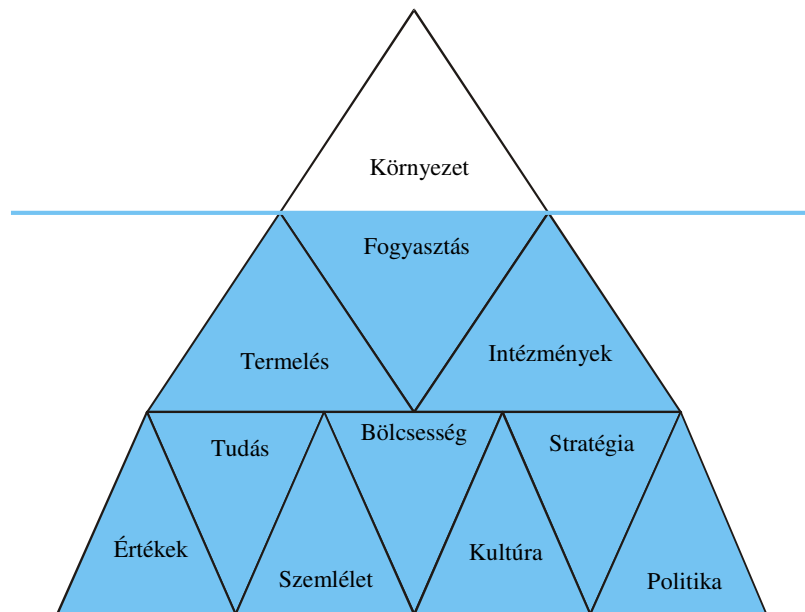 Környezet
Fogyasztás
Termelés
Intézmények
Tudás
Bölcsesség
Stratégia
Értékek
Szemlélet
Kultúra
Politika